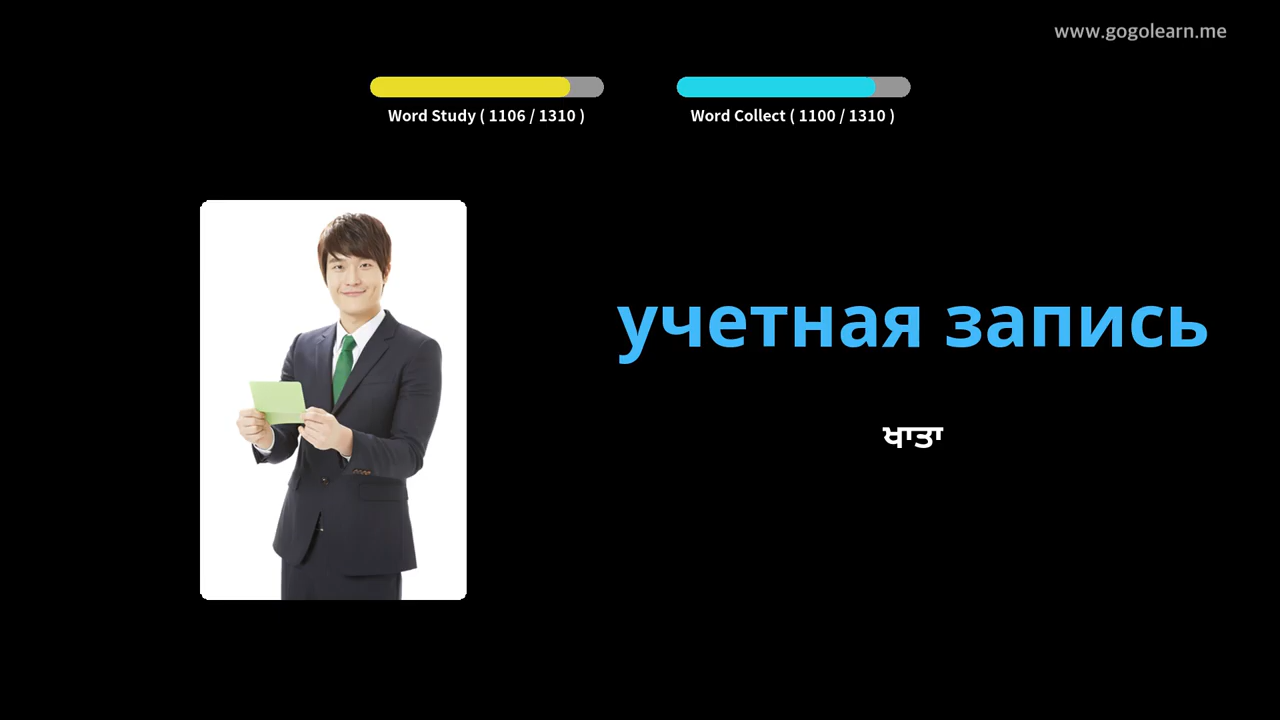 www.gogolearn.me
Word Study ( 1106 / 1310 )
Word Collect ( 1100 / 1310 )
учетная запись
ਖਾਤਾ